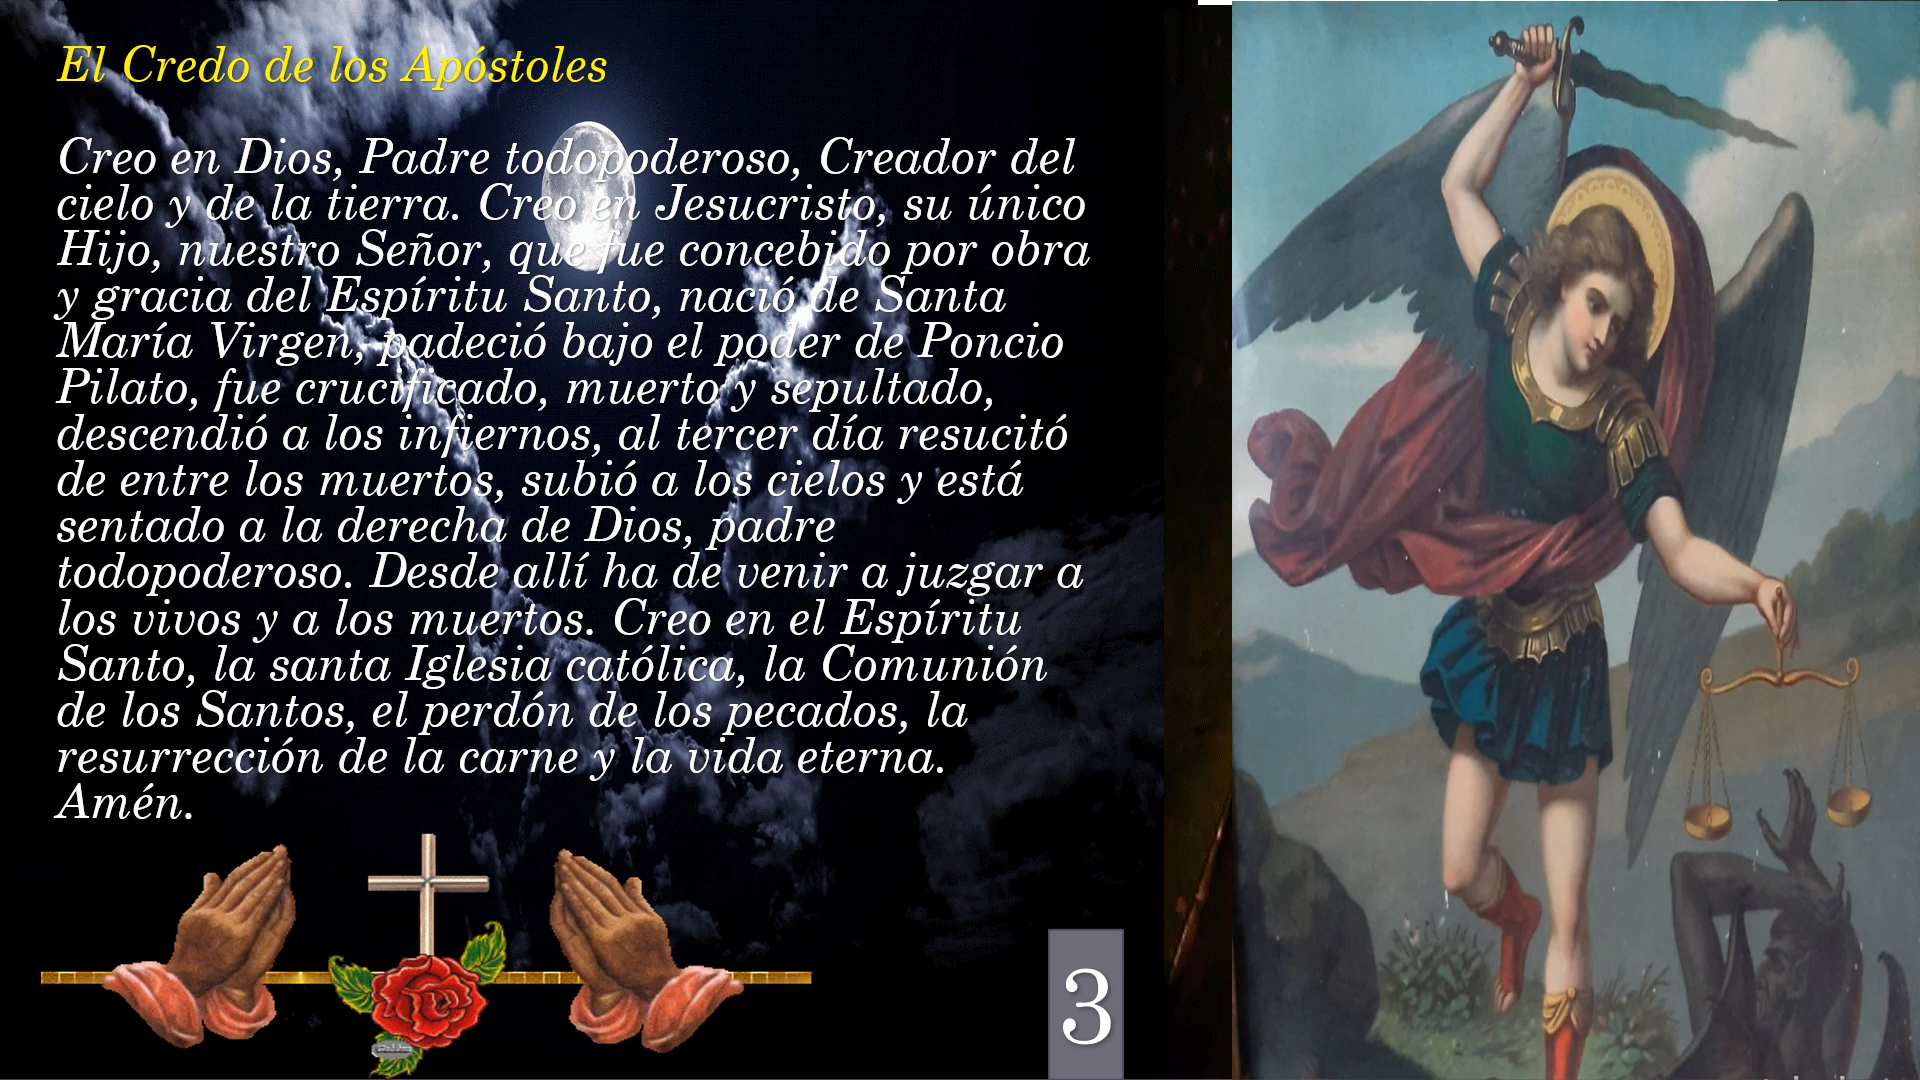 El Credo de los Apóstoles
Creo en Dios, Padre todopoderoso, Creador del
cielo y de la tierra. Creo en Jesucristo, su único
Hijo, nuestro Señor, que fue concebido por obra
y gracia del Espíritu Santo, nació de Santa
María Virgen, padeció bajo el poder de Poncio
Pilato, fue crucificado, muerto y sepultado,
descendió a los infiernos, al tercer día resucitó
de entre los muertos, subió a los cielos y está
sentado a la derecha de Dios, padre
todopoderoso. Desde allí ha de venir a juzgar a
los vivos y a los muertos. Creo en el Espíritu
Santo, la santa Iglesia católica, la Comunión
de los Santos, el perdón de los pecados, la
resurrección de la carne y la vida eterna.
Amén.
3